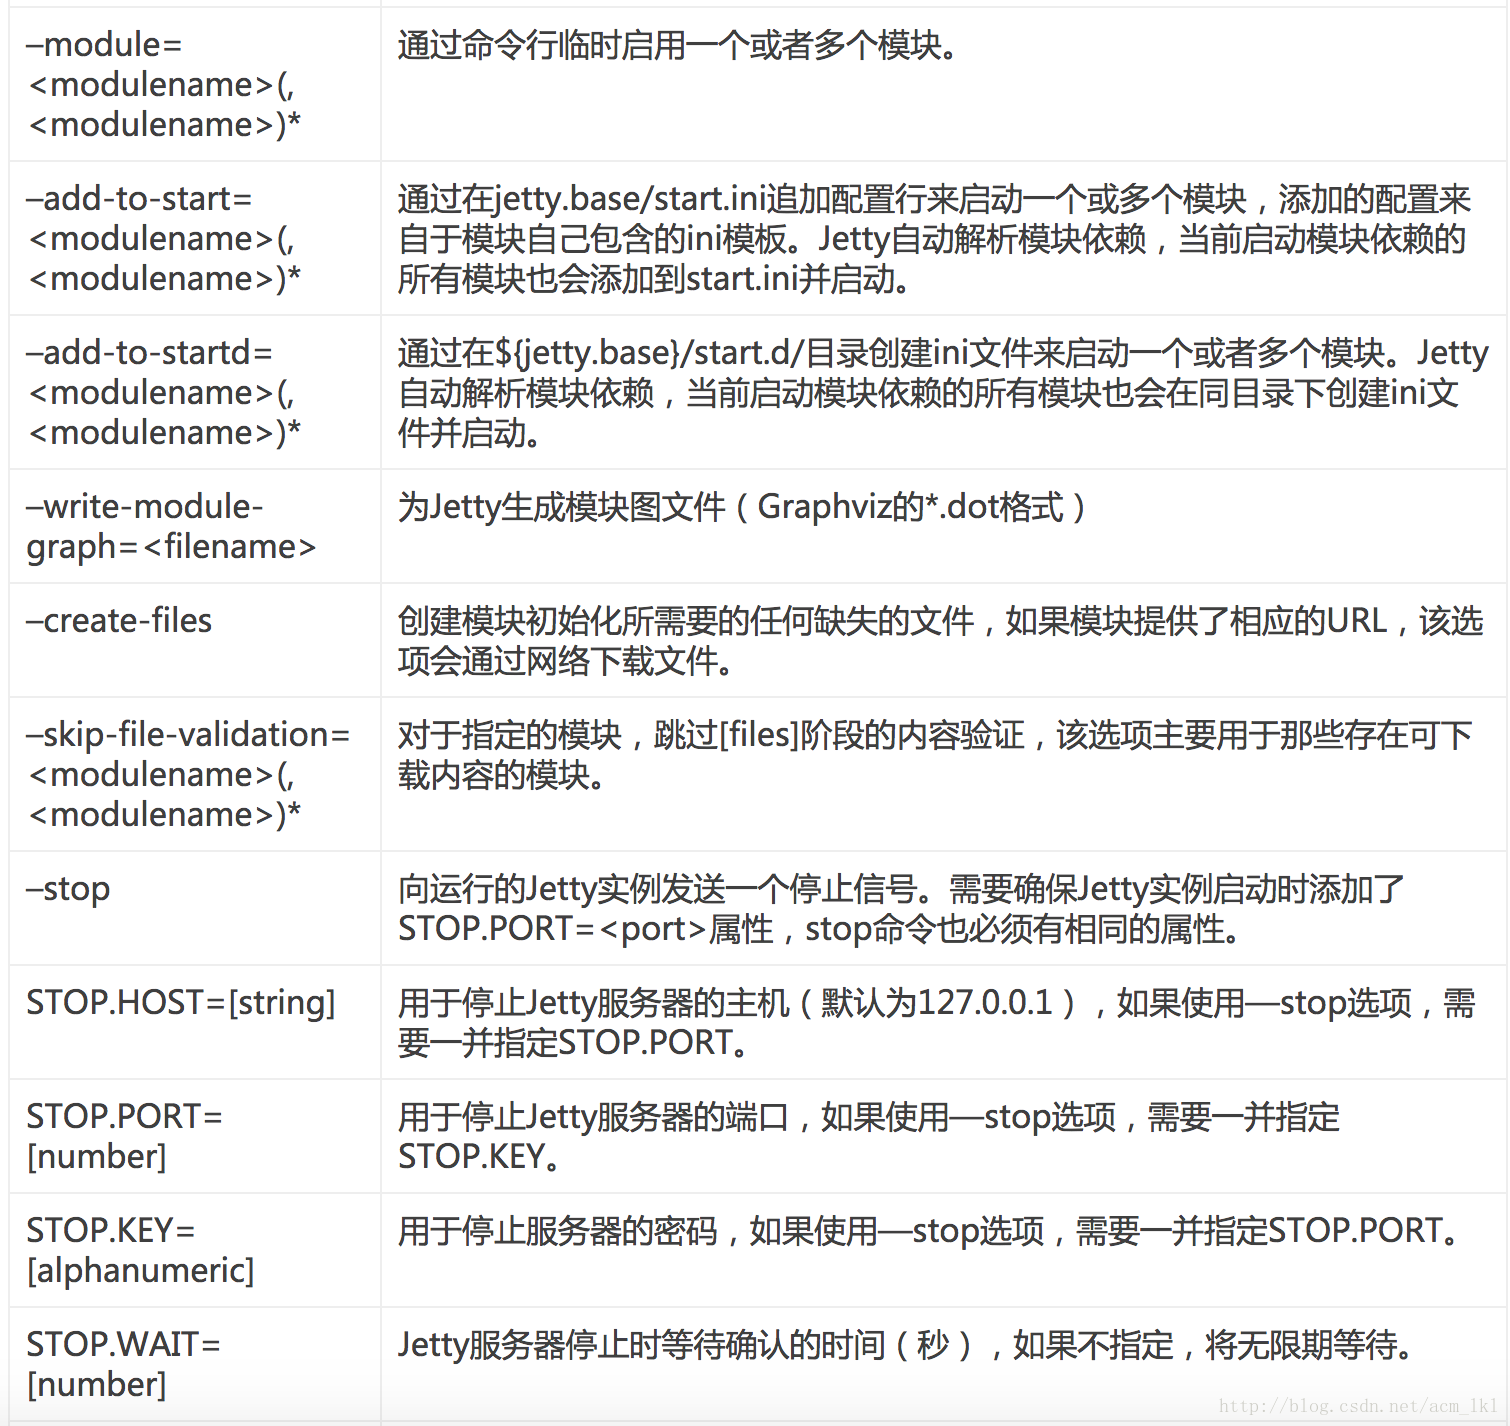 –module=
<modulename>(,
<modulename>)*
通过命令行临时启用一个或者多个模块。
–add-to-start=
<modulename>(,
<modulename>)*
通过在jetty.base/start.ini追加配置行来启动一个或多个模块，添加的配置来
自于模块自己包含的ini模板。Jetty自动解析模块依赖，当前启动模块依赖的
所有模块也会添加到start.ini并启动。
–add-to-startd=
<modulename>(,
<modulename>)*
通过在${jetty.base}/start.d/目录创建ini文件来启动一个或者多个模块。Jetty
自动解析模块依赖，当前启动模块依赖的所有模块也会在同目录下创建ini文
件并启动。
–write-module-
graph=<filename>
为Jetty生成模块图文件（Graphviz的*.dot格式）
–create-files
创建模块初始化所需要的任何缺失的文件，如果模块提供了相应的URL，该选
项会通过网络下载文件。
–skip-file-validation=
<modulename>(,
<modulename>)*
对于指定的模块，跳过[files]阶段的内容验证，该选项主要用于那些存在可下
载内容的模块。
–stop
向运行的Jetty实例发送一个停止信号。需要确保Jetty实例启动时添加了
STOP.PORT=<port>属性，stop命令也必须有相同的属性。
STOP.HOST=[string]
用于停止Jetty服务器的主机（默认为127.0.0.1），如果使用—stop选项，需
要一并指定STOP.PORT。
STOP.PORT=
[number]
用于停止Jetty服务器的端口，如果使用—stop选项，需要一并指定
STOP.KEY。
STOP.KEY=
[alphanumeric]
用于停止服务器的密码，如果使用—stop选项，需要一并指定STOP.PORT。
STOP.WAIT=
[number]
Jetty服务器停止时等待确认的时间（秒），如果不指定，将无限期等待。
http://blog.csdn.net/acm_lkl